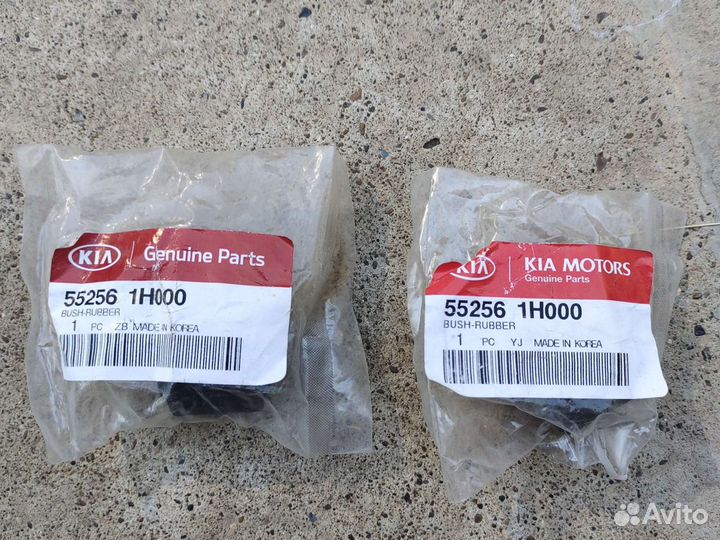 KIA Genuine Parts
55256 1H000
BUSH-RUBBER
1 PC ZB MADE IN KOREA
KIA KIA MOTORS
Genuine Parts
55256 1H000
BUSH-RUBBER
1 PC YJ MADE IN KOREA
Avito